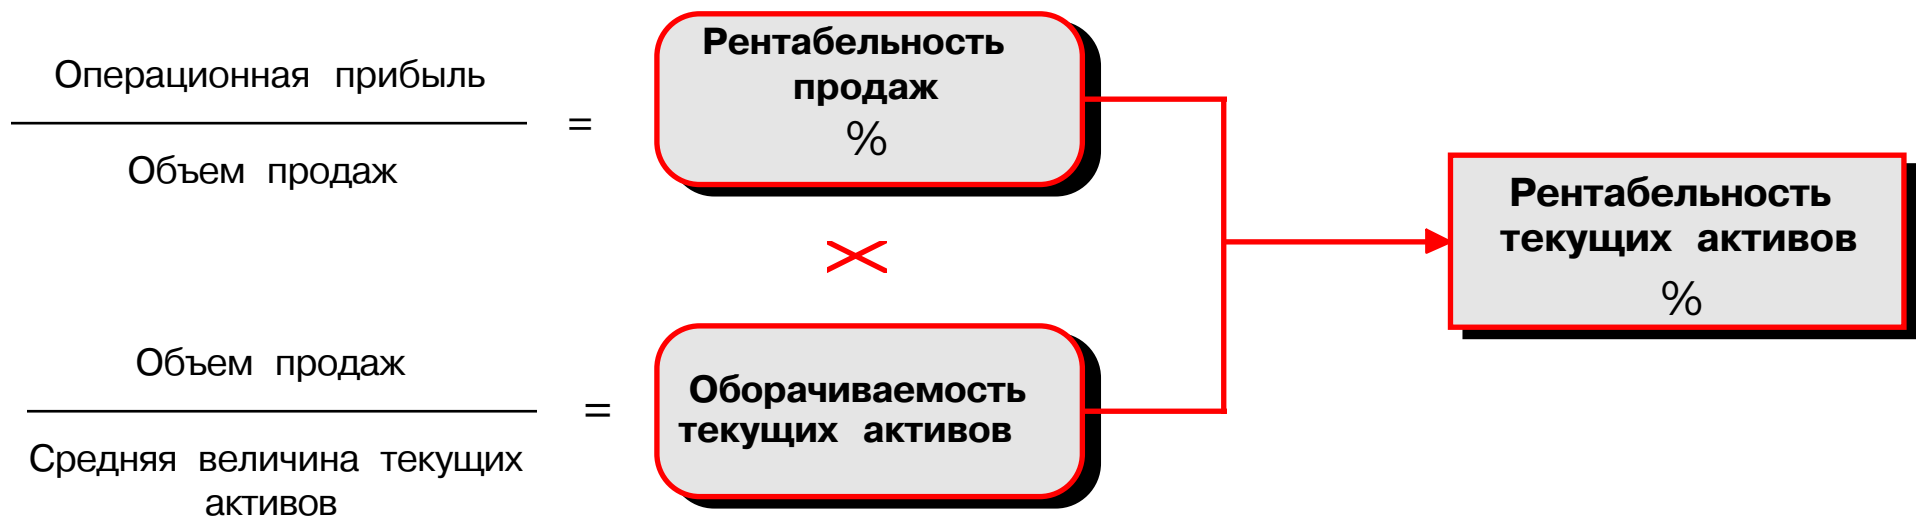 Операционная прибыль
=
Объем продаж
Рентабельность
продаж
%
Объем продаж
=
Средняя величина текущих
активов
Оборачиваемость
текущих активов
Рентабельность
текущих активов
%